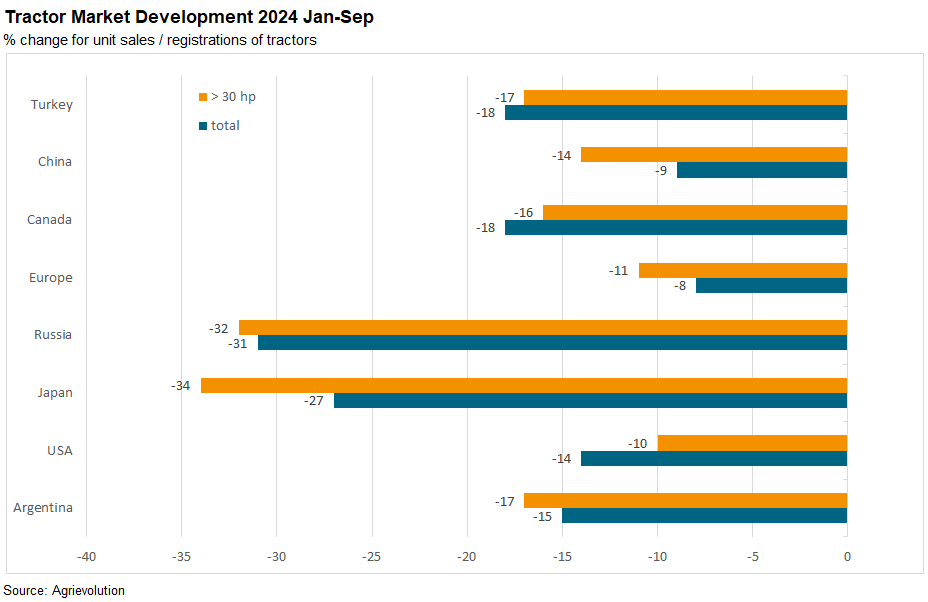 Tractor Market Development 2024 Jan-Sep
% change for unit sales / registrations of tractors
> 30 hp
total
Turkey
-17
-18
China
-14
-9
Canada
-16
-18
Europe
-11
-8
Russia
-32
-31
Japan
-34
-27
USA
-10
-14
Argentina
-17
-15
-40 -35 -30 -25 -20 -15 -10 -5 0
Source: Agrievolution